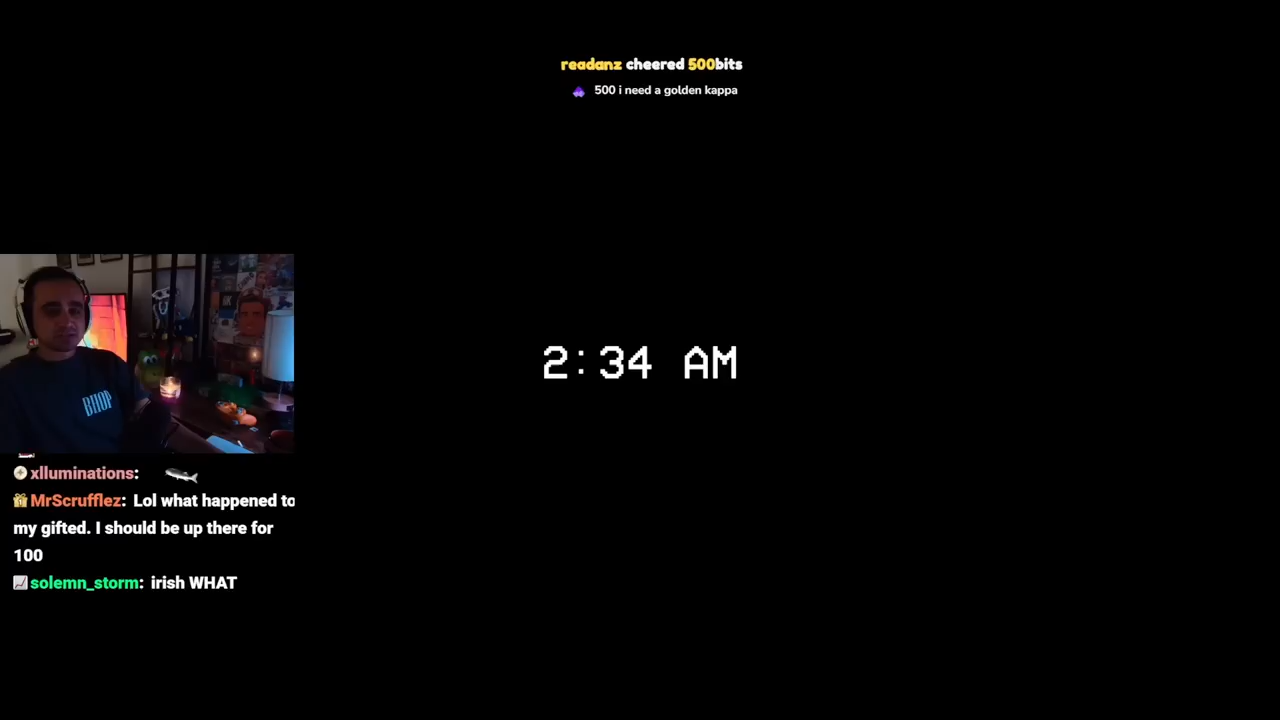 readanz cheered 500bits
500 i need a golden kappa
2:34 AM
BHOP
xlluminations:
MrScrufflez: Lol what happened to
my gifted. I should be up there for
100
solemn_storm: irish WHAT